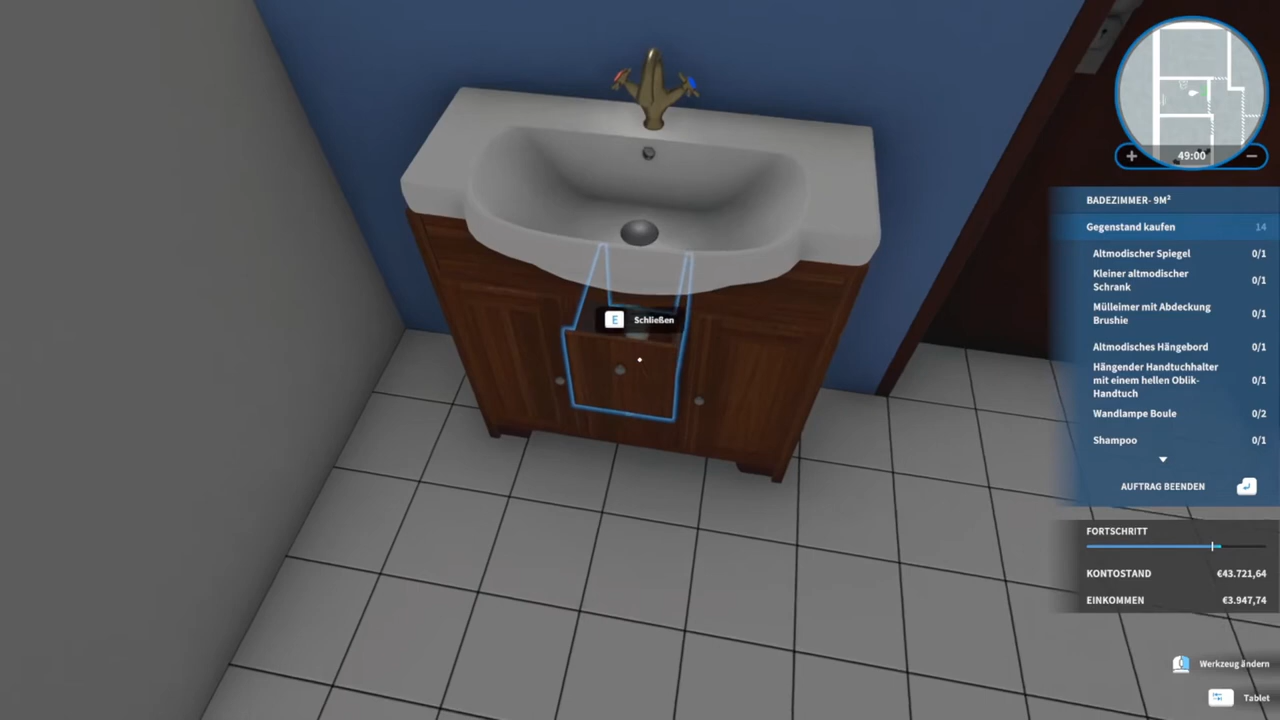 + 49:00 −
BADEZIMMER- 9M²
Gegenstand kaufen 14
Altmodischer Spiegel 0/1
Kleiner altmodischer
Schrank 0/1
Mülleimer mit Abdeckung
Brushie 0/1
Altmodisches Hängebord 0/1
Hängender Handtuchhalter
mit einem hellen Oblik- 0/1
Handtuch
Wandlampe Boule 0/2
Shampoo 0/1
AUFTRAG BEENDEN
E Schließen
FORTSCHRITT
KONTOSTAND €43.721,64
EINKOMMEN €3.947,74
Werkzeug ändern
Tablet